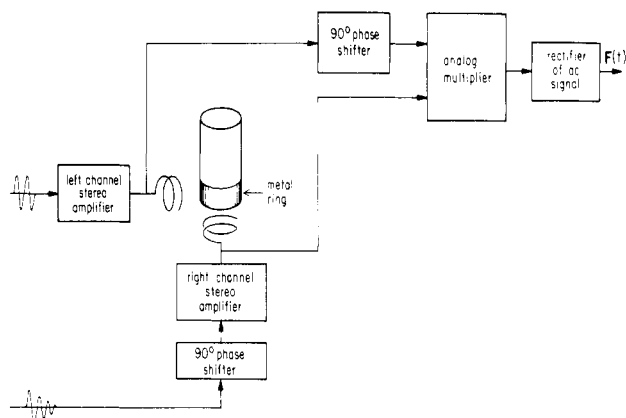 90° phase
shifter
analog
multiplier
rectifier
of ac
signal
F(t)
left channel
stereo
amplifier
metal
ring
right channel
stereo
amplifier
90° phase
shifter